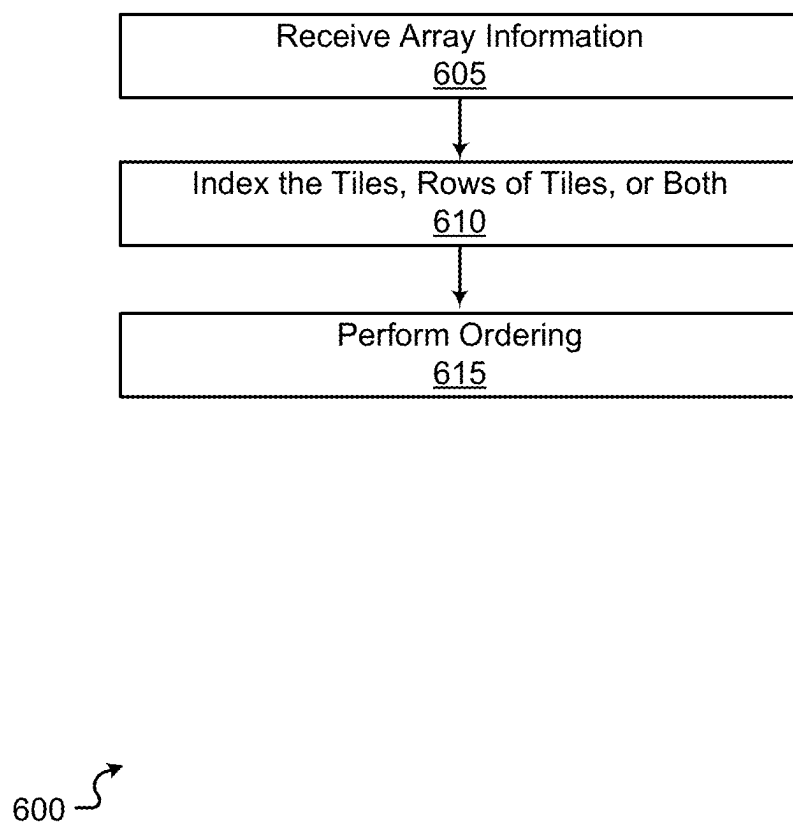 Receive Array Information
605
Index the Tiles, Rows of Tiles, or Both
610
Perform Ordering
615
600